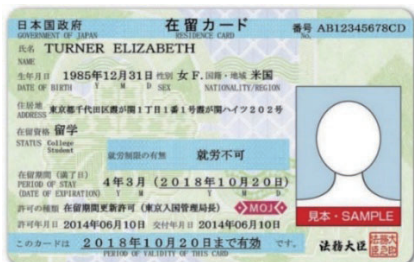 日本国政府 在留カード 番号 AB12345678CD
GOVERNMENT OF JAPAN RESIDENCE CARD No.
氏名 TURNER ELIZABETH
NAME
生年月日 1985年12月31日 性別 女 F. 国籍・地域 米国
DATE OF BIRTH Y M D SEX NATIONALITY/REGION
住居地 東京都千代田区霞が関1丁目1番1号霞が関ハイツ202号
ADDRESS
在留資格 留学
STATUS College Student
就労制限の有無 就労不可
在留期間(満了日) 4年3月(2018年10月20日)
PERIOD OF STAY Y M Y M D
(DATE OF EXPIRATION)
許可の種類 在留期間更新許可(東京入国管理局長) MOJ
許可年月日 2014年06月10日 交付年月日 2014年06月10日
見本・SAMPLE
このカードは 2018年10月20日まで有効 です。
PERIOD OF VALIDITY OF THIS CARD
法務大臣